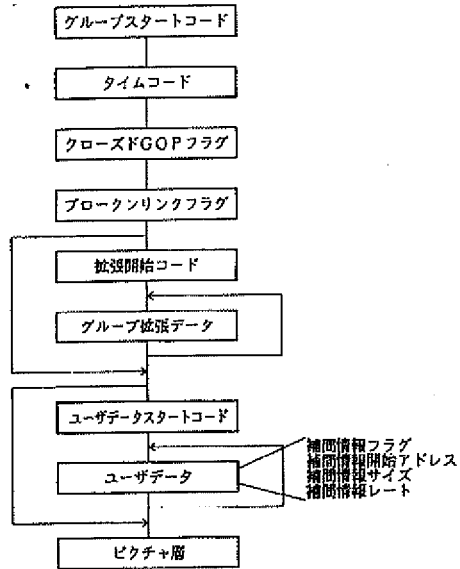 グループスタートコード
タイムコード
クローズドGOPフラグ
ブロークンリンクフラグ
拡張開始コード
グループ拡張データ
ユーザデータスタートコード
ユーザデータ
補間情報フラグ
補間情報開始アドレス
補間情報サイズ
補間情報レート
ピクチャ層